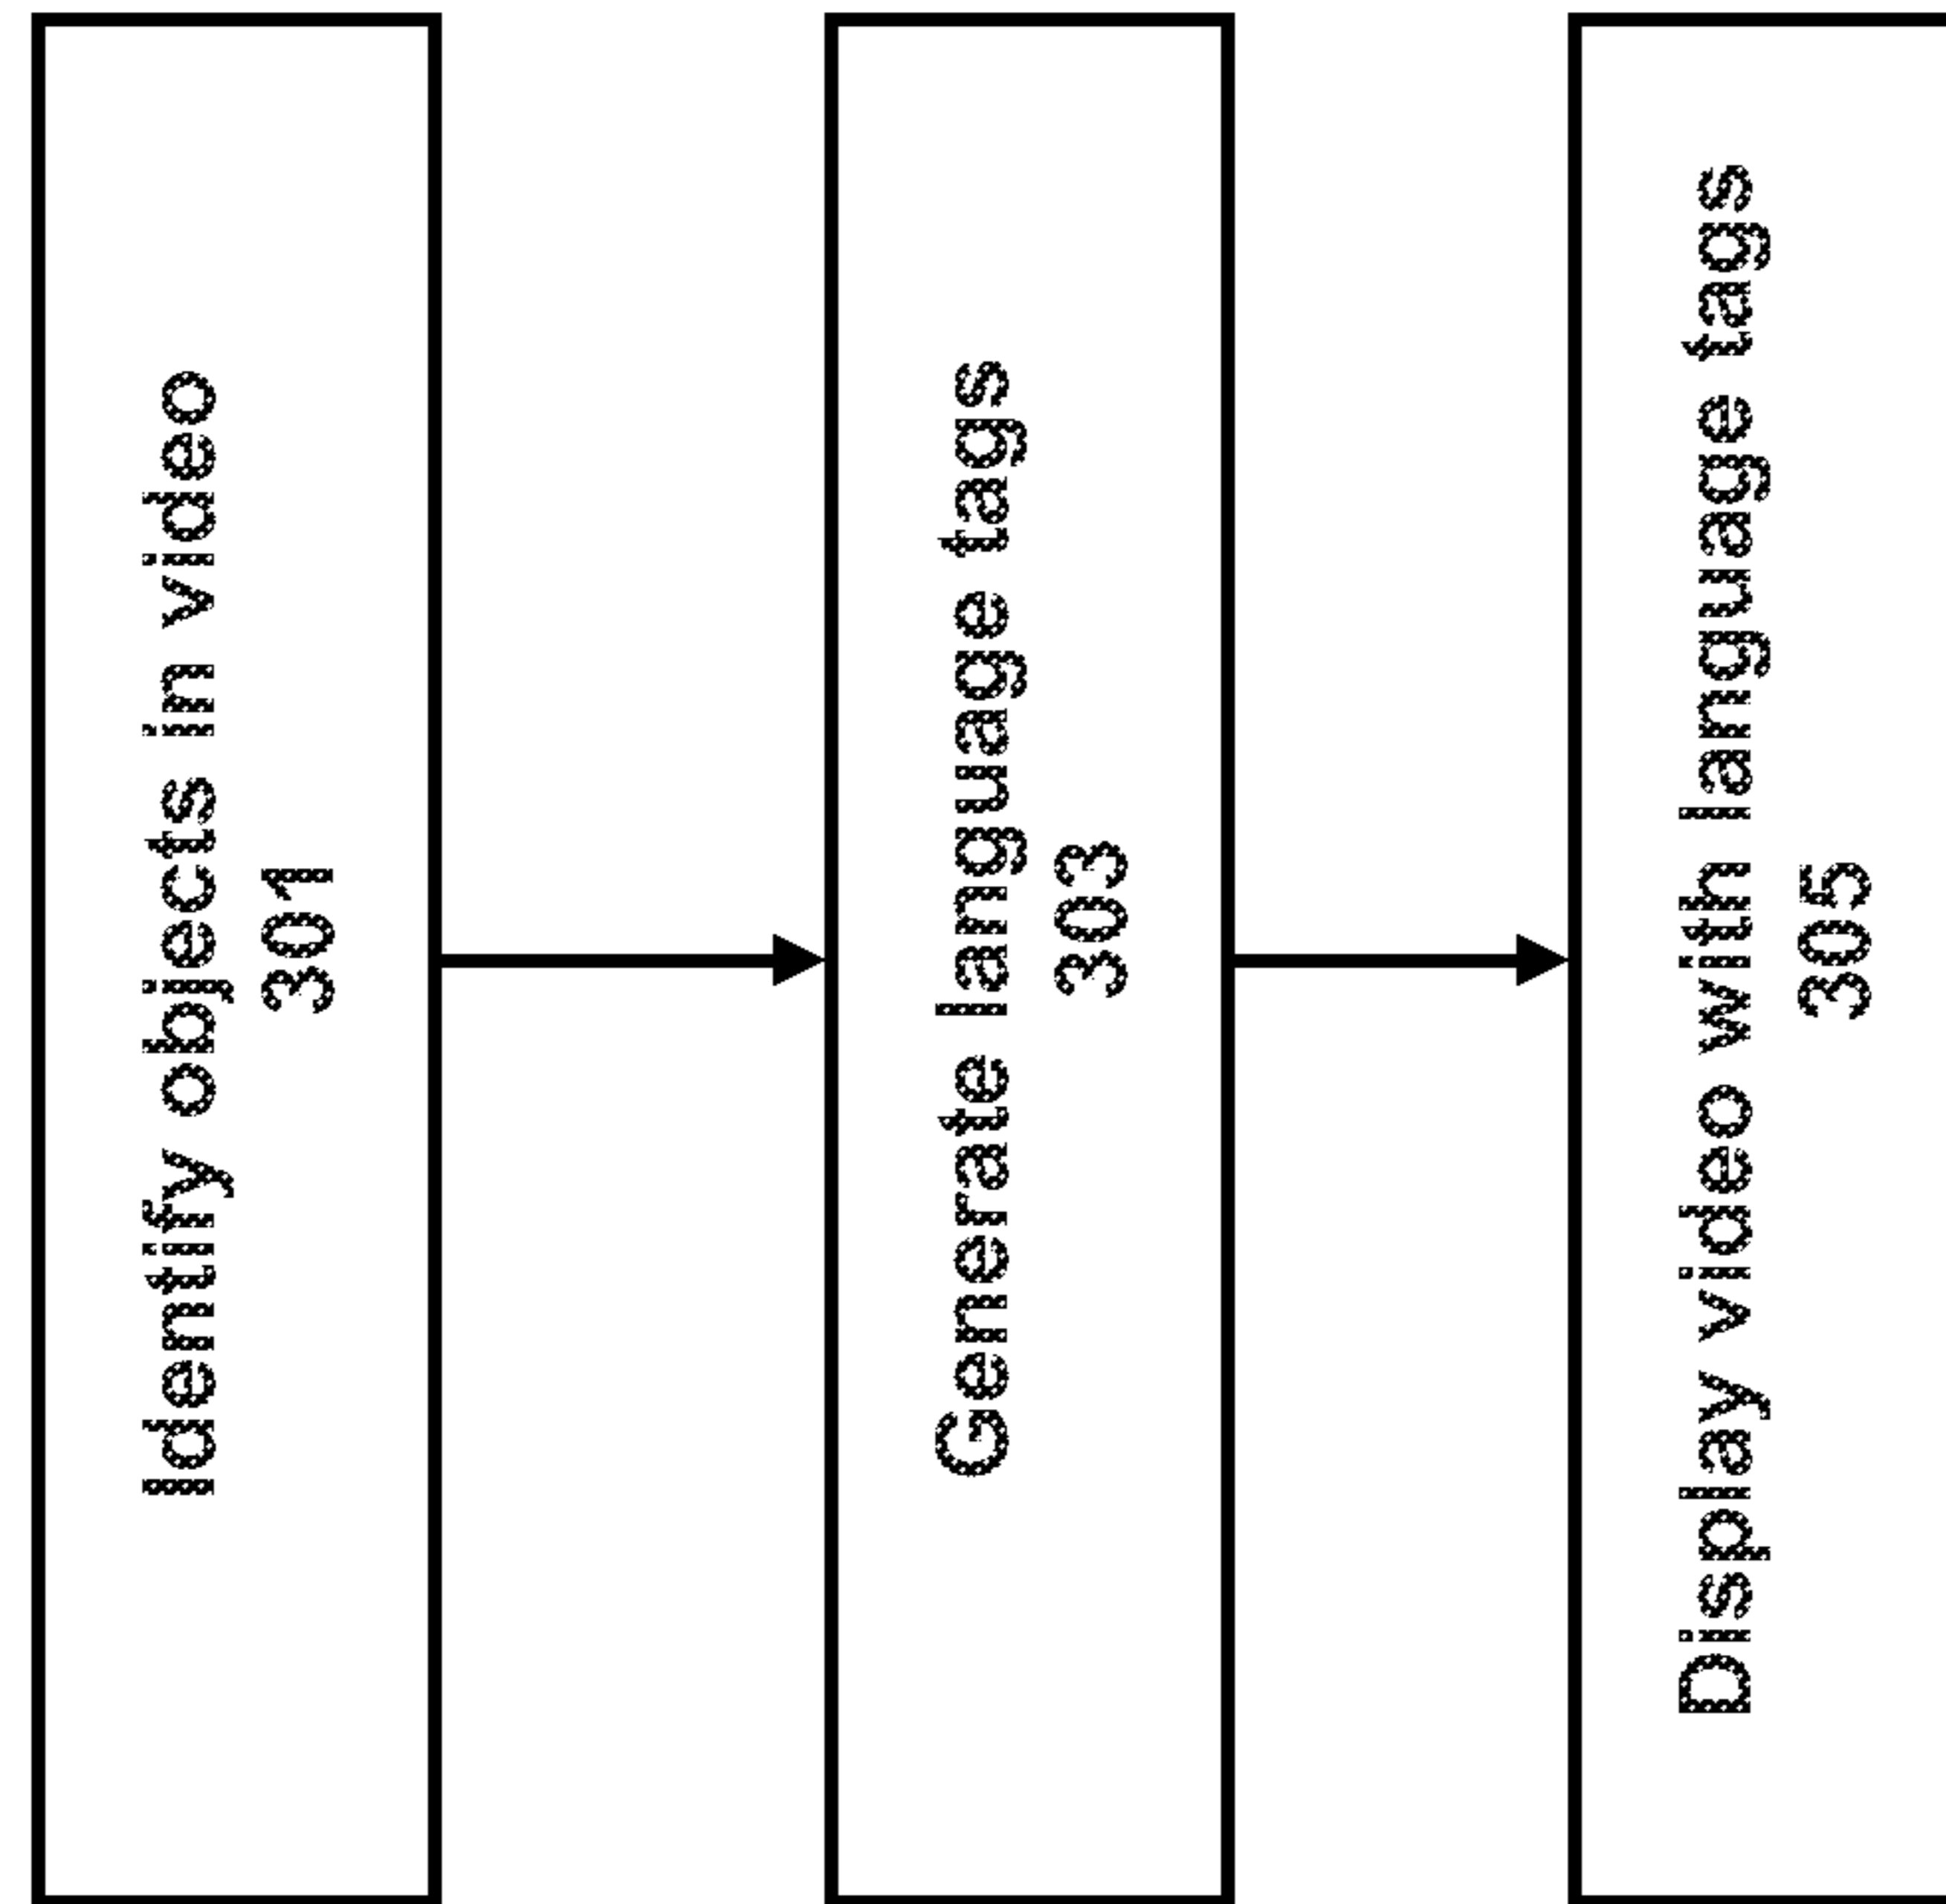 Identify objects in video
301
Generate language tags
303
Display video with language tags
305